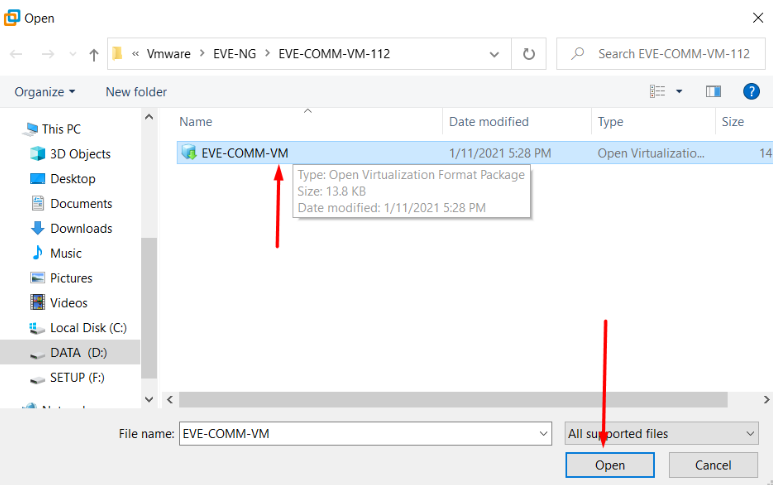 Open
« Vmware > EVE-NG > EVE-COMM-VM-112
Search EVE-COMM-VM-112
Organize
New folder
?
This PC
3D Objects
Desktop
Documents
Downloads
Music
Pictures
Videos
Local Disk (C:)
DATA (D:)
SETUP (F:)
Name Date modified Type Size
EVE-COMM-VM 1/11/2021 5:28 PM Open Virtualizatio... 14
Type: Open Virtualization Format Package
Size: 13.8 KB
Date modified: 1/11/2021 5:28 PM
File name: EVE-COMM-VM
All supported files
Open Cancel